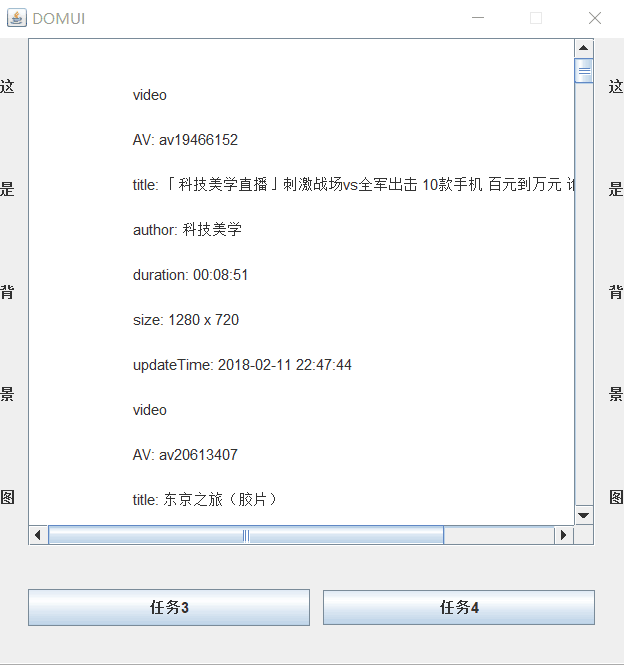 DOMUI
这
是
背
景
图
video
AV: av19466152
title: 「科技美学直播」刺激战场vs全军出击 10款手机 百元到万元
author: 科技美学
duration: 00:08:51
size: 1280 x 720
updateTime: 2018-02-11 22:47:44
video
AV: av20613407
title: 东京之旅（胶片）
这
是
背
景
图
任务3
任务4